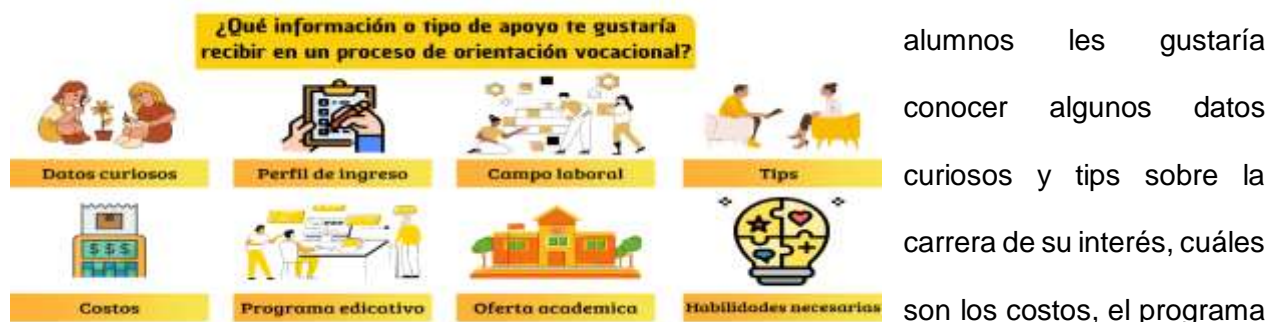 ¿Qué información o tipo de apoyo te gustaría
recibir en un proceso de orientación vocacional?
Datos curiosos
Perfil de ingreso
Campo laboral
Tips
$$$
Costos
Programa edicativo
Oferta academica
Habilidades necesarias
alumnos les gustaría
conocer algunos datos
curiosos y tips sobre la
carrera de su interés, cuáles
son los costos, el programa